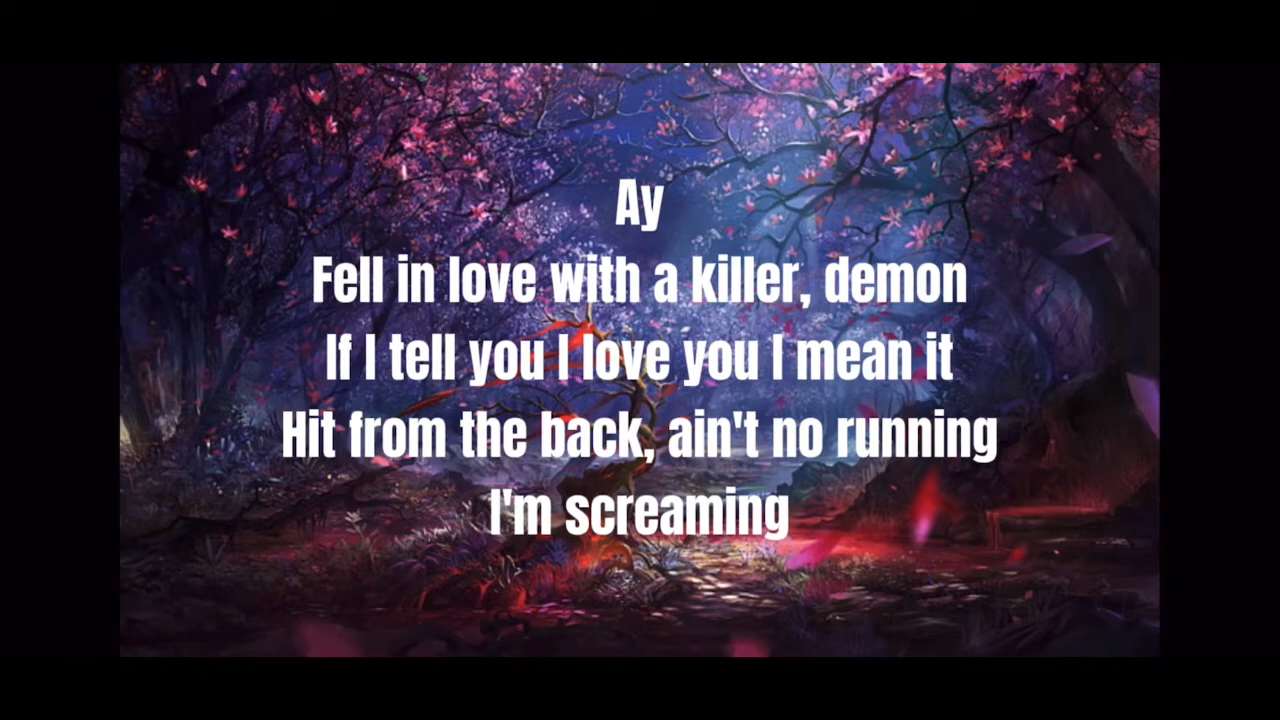 Ay
Fell in love with a killer, demon
If I tell you I love you I mean it
Hit from the back, ain't no running
I'm screaming